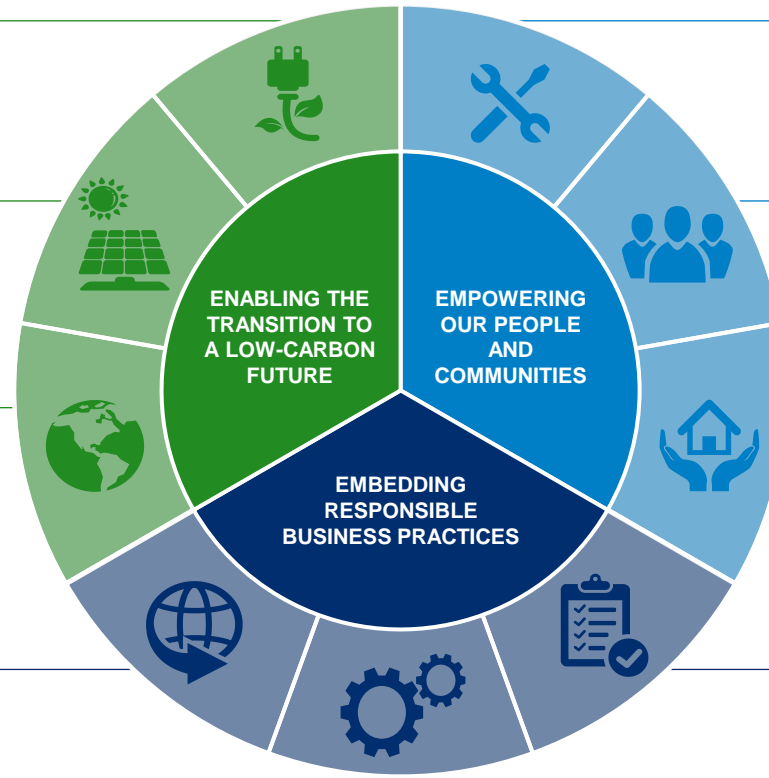 ENABLING THE
TRANSITION TO
A LOW-CARBON
FUTURE
EMPOWERING
OUR PEOPLE
AND
COMMUNITIES
EMBEDDING
RESPONSIBLE
BUSINESS PRACTICES